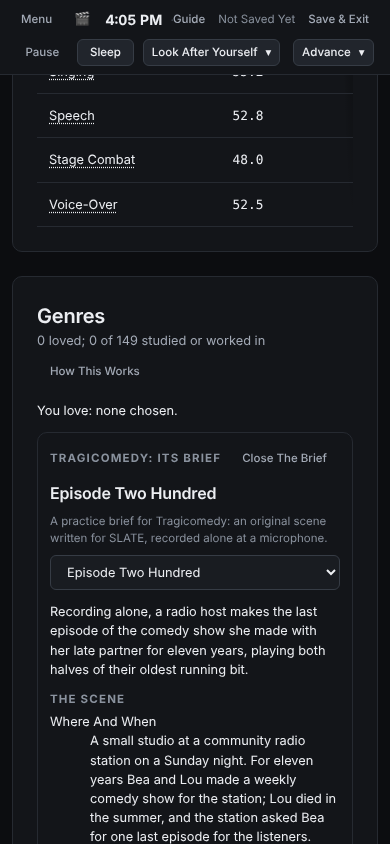 Menu 🎬 4:05 PM Guide Not Saved Yet Save & Exit
Pause Sleep Look After Yourself ▾ Advance ▾
Speech 52.8
Stage Combat 48.0
Voice-Over 52.5
Genres
0 loved; 0 of 149 studied or worked in
How This Works
You love: none chosen.
TRAGICOMEDY: ITS BRIEF Close The Brief
Episode Two Hundred
A practice brief for Tragicomedy: an original scene
written for SLATE, recorded alone at a microphone.
Episode Two Hundred
Recording alone, a radio host makes the last
episode of the comedy show she made with
her late partner for eleven years, playing both
halves of their oldest running bit.
THE SCENE
Where And When
A small studio at a community radio
station on a Sunday night. For eleven
years Bea and Lou made a weekly
comedy show for the station; Lou died in
the summer, and the station asked Bea
for one last episode for the listeners.